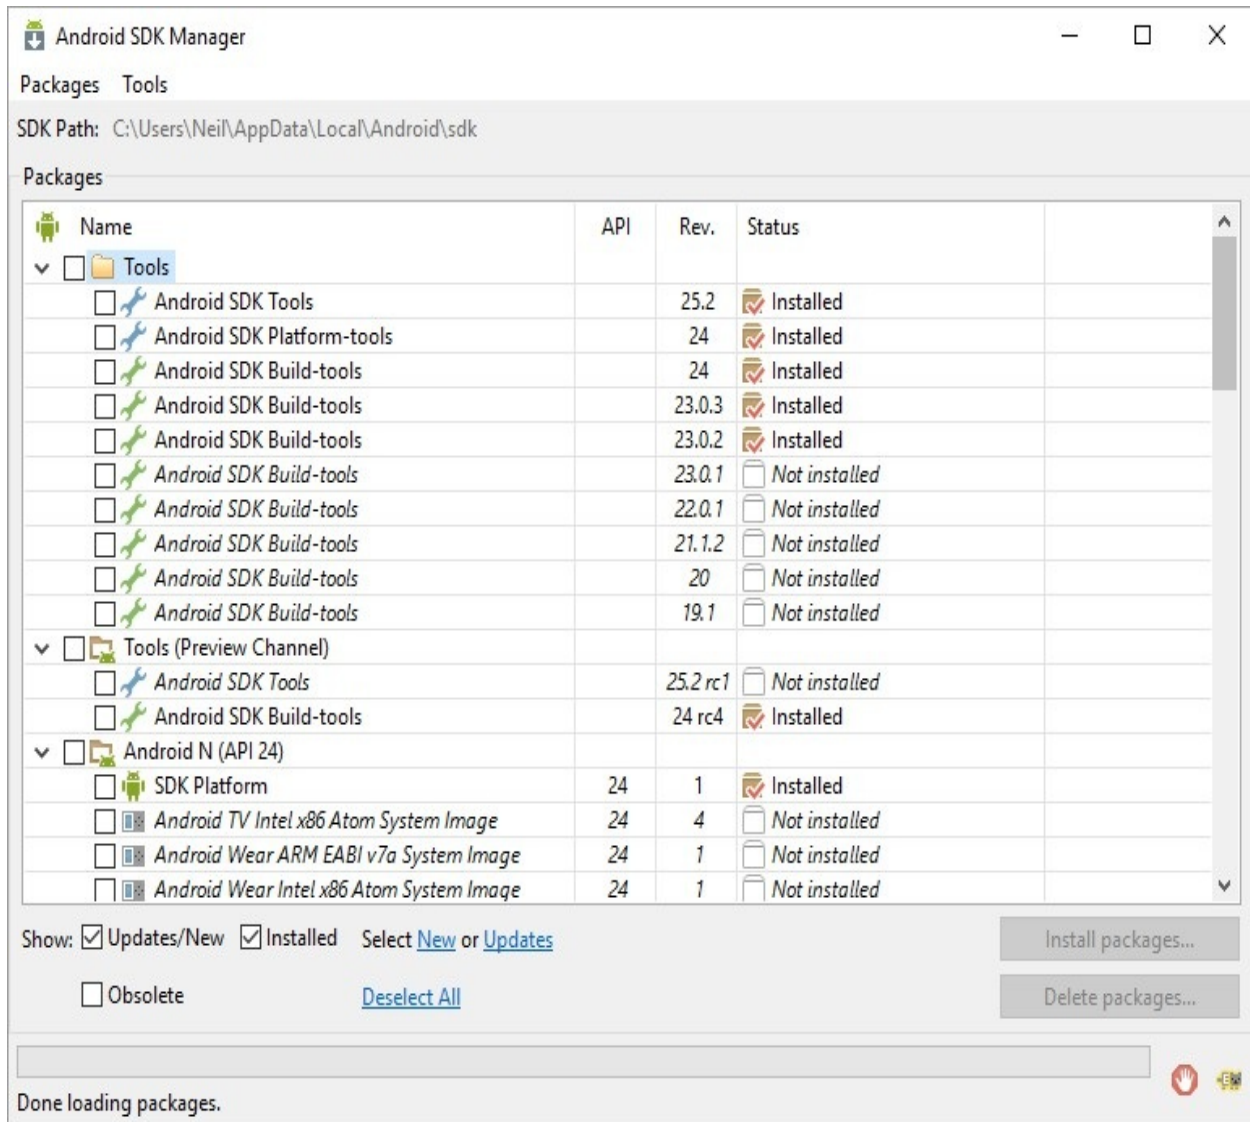 Android SDK Manager
Packages Tools
SDK Path: C:\Users\Neil\AppData\Local\Android\sdk
Packages
Name API Rev. Status
Tools
Android SDK Tools 25.2 Installed
Android SDK Platform-tools 24 Installed
Android SDK Build-tools 24 Installed
Android SDK Build-tools 23.0.3 Installed
Android SDK Build-tools 23.0.2 Installed
Android SDK Build-tools 23.0.1 Not installed
Android SDK Build-tools 22.0.1 Not installed
Android SDK Build-tools 21.1.2 Not installed
Android SDK Build-tools 20 Not installed
Android SDK Build-tools 19.1 Not installed
Tools (Preview Channel)
Android SDK Tools 25.2 rc1 Not installed
Android SDK Build-tools 24 rc4 Installed
Android N (API 24)
SDK Platform 24 1 Installed
Android TV Intel x86 Atom System Image 24 4 Not installed
Android Wear ARM EABI v7a System Image 24 1 Not installed
Android Wear Intel x86 Atom System Image 24 1 Not installed
Show: Updates/New Installed Select New or Updates Install packages...
Obsolete Deselect All Delete packages...
Done loading packages.